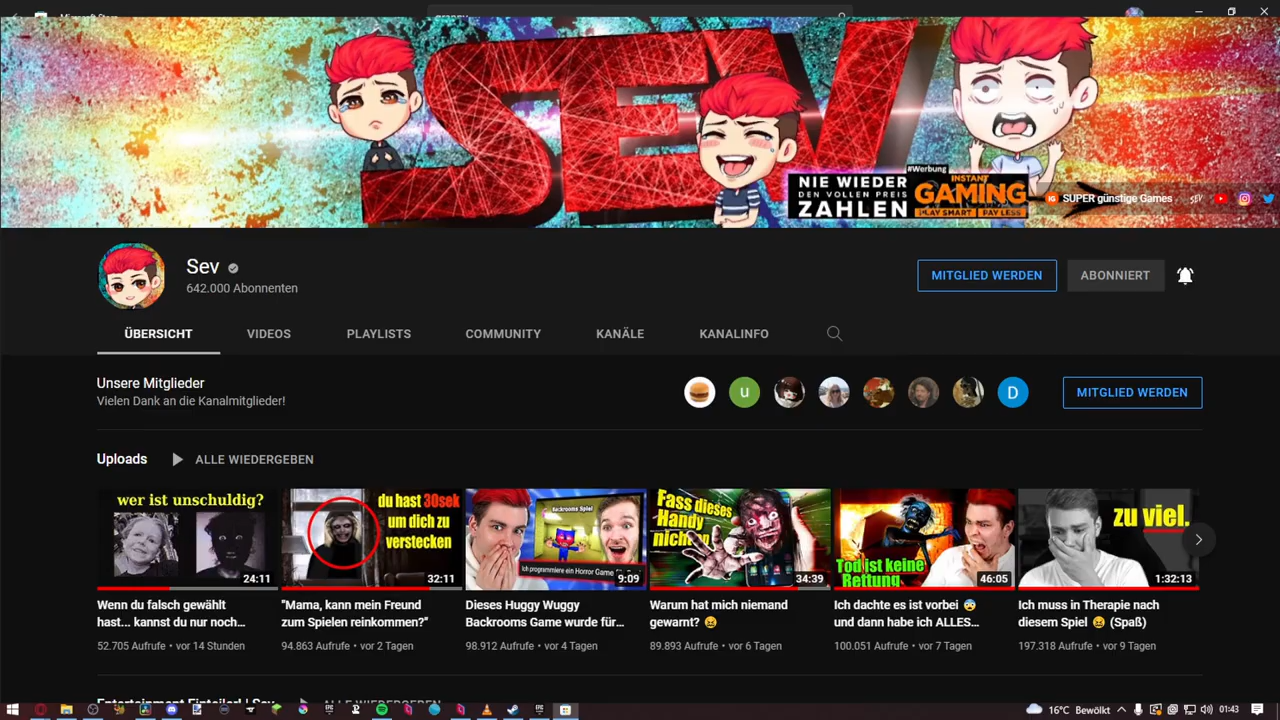 SEV
#Werbung
NIE WIEDER
DEN VOLLEN PREIS
ZAHLEN
INSTANT
GAMING
PLAY SMART | PAY LESS
IG SUPER günstige Games
Sev
642.000 Abonnenten
MITGLIED WERDEN
ABONNIERT
ÜBERSICHT VIDEOS PLAYLISTS COMMUNITY KANÄLE KANALINFO
Unsere Mitglieder
Vielen Dank an die Kanalmitglieder!
u
D
MITGLIED WERDEN
Uploads ALLE WIEDERGEBEN
wer ist unschuldig?
24:11
du hast 30sek
um dich zu
verstecken
32:11
Backrooms Spiel
Ich programmiere ein Horror Game
9:09
Fass dieses
Handy
34:39
Tod ist keine
Rettung
46:05
zu viel.
1:32:13
Wenn du falsch gewählt
hast... kannst du nur noch...
52.705 Aufrufe • vor 14 Stunden
"Mama, kann mein Freund
zum Spielen reinkommen?"
94.863 Aufrufe • vor 2 Tagen
Dieses Huggy Wuggy
Backrooms Game wurde für...
98.912 Aufrufe • vor 4 Tagen
Warum hat mich niemand
gewarnt? 😖
89.893 Aufrufe • vor 6 Tagen
Ich dachte es ist vorbei 😨
und dann habe ich ALLES...
100.051 Aufrufe • vor 7 Tagen
Ich muss in Therapie nach
diesem Spiel 😖 (Spaß)
197.318 Aufrufe • vor 9 Tagen
16°C Bewölkt
01:43